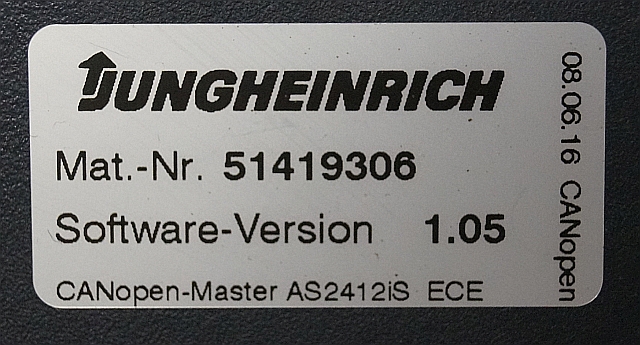 JUNGHEINRICH
Mat.-Nr. 51419306
Software-Version 1.05
CANopen-Master AS2412iS ECE
08.06.16 CANopen